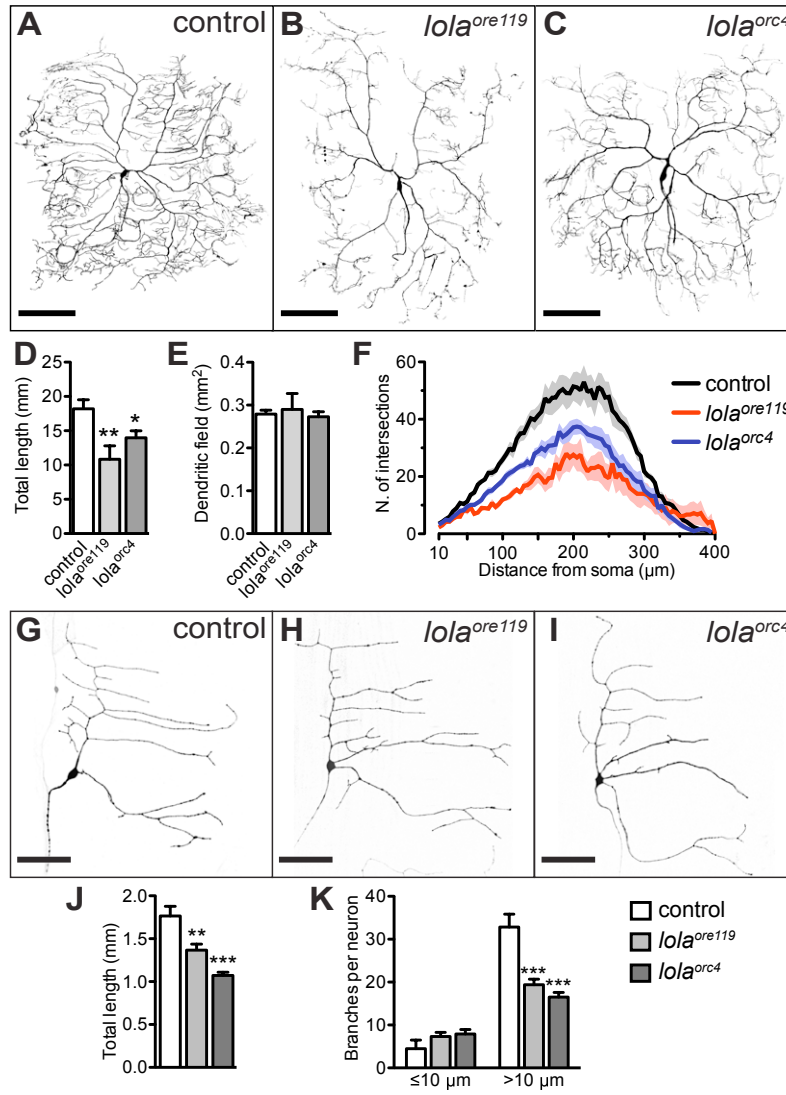 A control
B lola^ore119
C lola^orc4
D
Total length (mm)
25
20
15
10
5
0
** *
control
lola^ore119
lola^orc4
E
Dendritic field (mm²)
0.4
0.3
0.2
0.1
0.0
control
lola^ore119
lola^orc4
F
N. of intersections
60
40
20
0
10 100 200 300 400
Distance from soma (µm)
control
lola^ore119
lola^orc4
G control
H lola^ore119
I lola^orc4
J
Total length (mm)
2.0
1.5
1.0
0.5
0.0
**
***
K
Branches per neuron
40
30
20
10
0
***
***
≤10 µm >10 µm
control
lola^ore119
lola^orc4